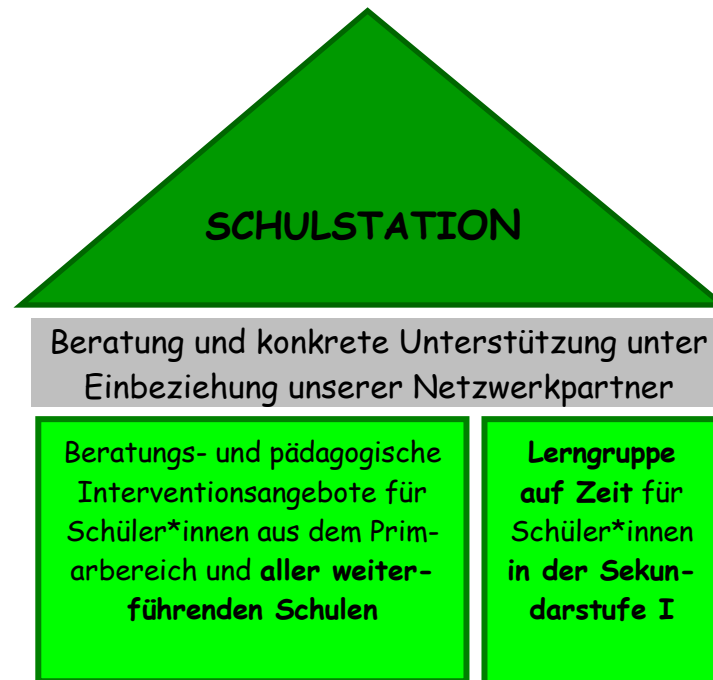 SCHULSTATION
Beratung und konkrete Unterstützung unter
Einbeziehung unserer Netzwerkpartner
Beratungs- und pädagogische
Interventionsangebote für
Schüler*innen aus dem Prim-
arbereich und aller weiter-
führenden Schulen
Lerngruppe
auf Zeit für
Schüler*innen
in der Sekun-
darstufe I